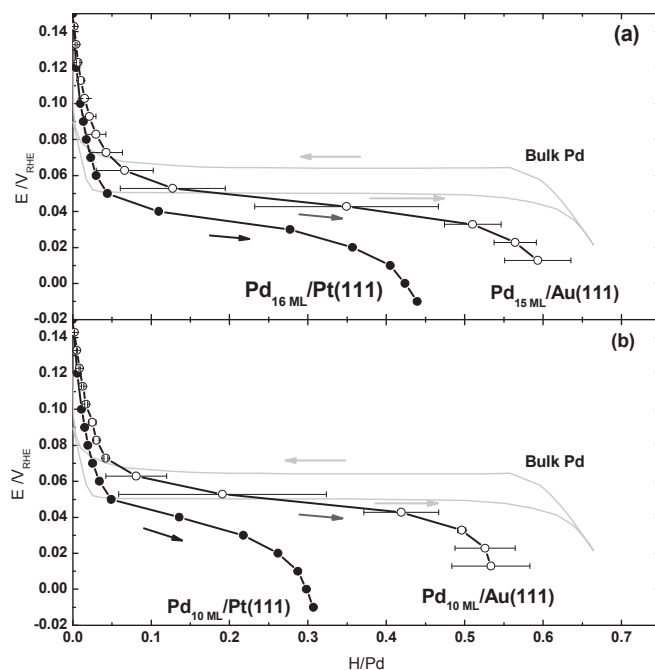 0.14
(a)
0.12
0.10
0.08
Bulk Pd
0.06
0.04
0.02
0.00
Pd16 ML/Pt(111)
Pd15 ML/Au(111)
-0.02
E /VRHE
0.14
(b)
0.12
0.10
0.08
Bulk Pd
0.06
0.04
0.02
0.00
Pd10 ML/Pt(111)
Pd10 ML/Au(111)
-0.02
E /VRHE
0.0 0.1 0.2 0.3 0.4 0.5 0.6 0.7
H/Pd